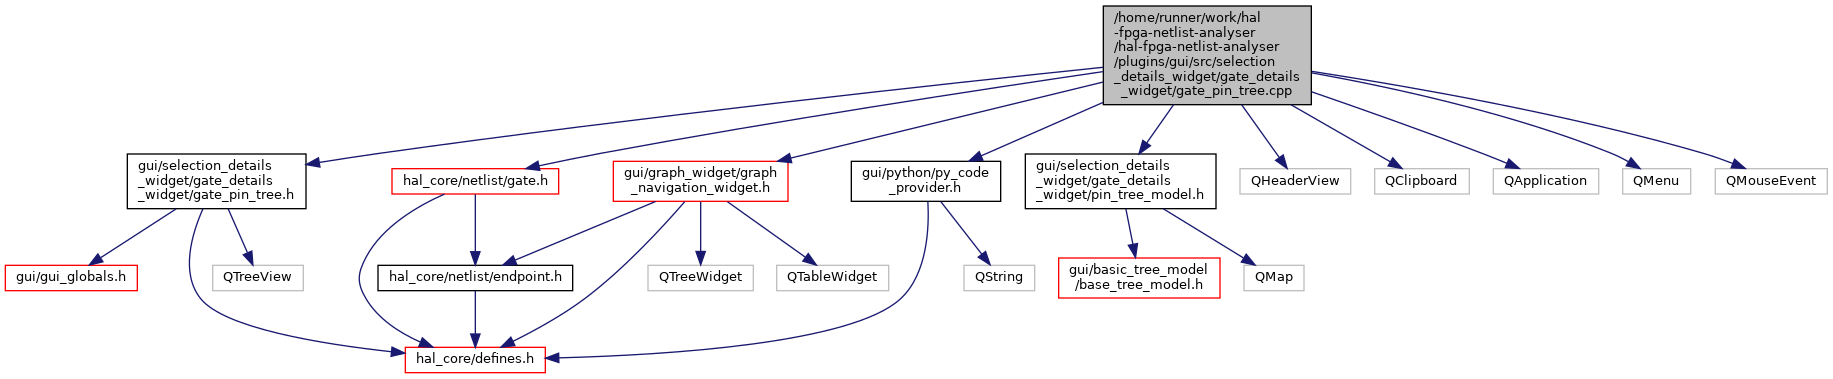 /home/runner/work/hal
-fpga-netlist-analyser
/hal-fpga-netlist-analyser
/plugins/gui/src/selection
_details_widget/gate_details
_widget/gate_pin_tree.cpp
gui/selection_details
_widget/gate_details
_widget/gate_pin_tree.h
hal_core/netlist/gate.h
gui/graph_widget/graph
_navigation_widget.h
gui/python/py_code
_provider.h
gui/selection_details
_widget/gate_details
_widget/pin_tree_model.h
QHeaderView
QClipboard
QApplication
QMenu
QMouseEvent
gui/gui_globals.h
QTreeView
hal_core/netlist/endpoint.h
QTreeWidget
QTableWidget
QString
gui/basic_tree_model
/base_tree_model.h
QMap
hal_core/defines.h